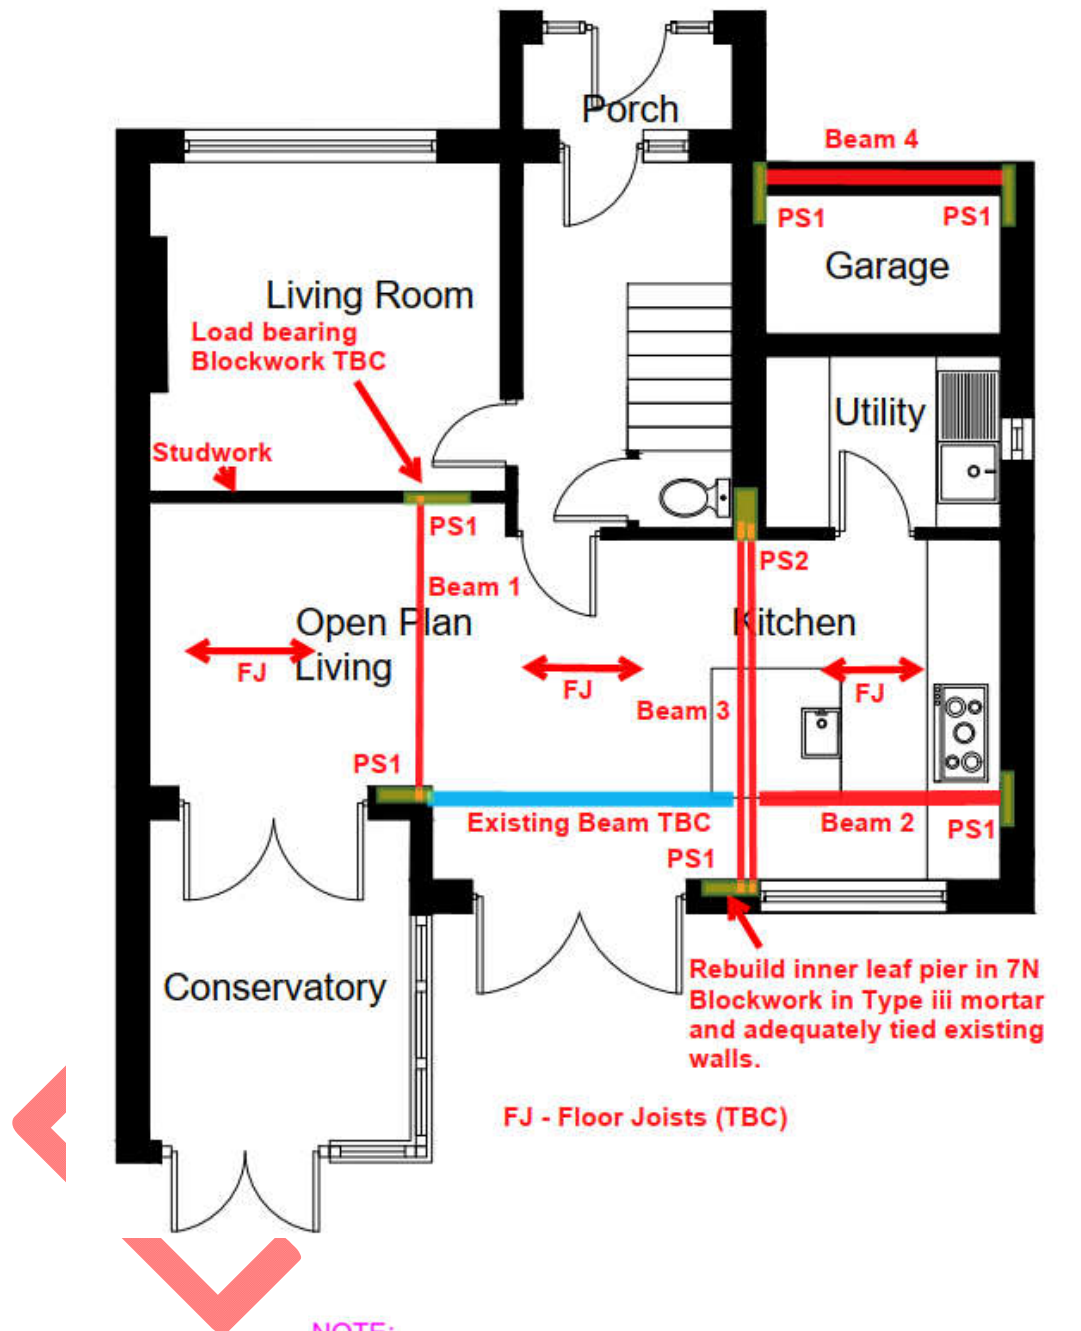 Porch
Beam 4
PS1
PS1
Garage
Living Room
Load bearing
Blockwork TBC
Utility
Studwork
PS1
PS2
Beam 1
Open Plan
Living
Kitchen
FJ
FJ
FJ
Beam 3
PS1
Existing Beam TBC
Beam 2
PS1
PS1
Rebuild inner leaf pier in 7N
Blockwork in Type iii mortar
and adequately tied existing
walls.
Conservatory
FJ - Floor Joists (TBC)
NOTE: